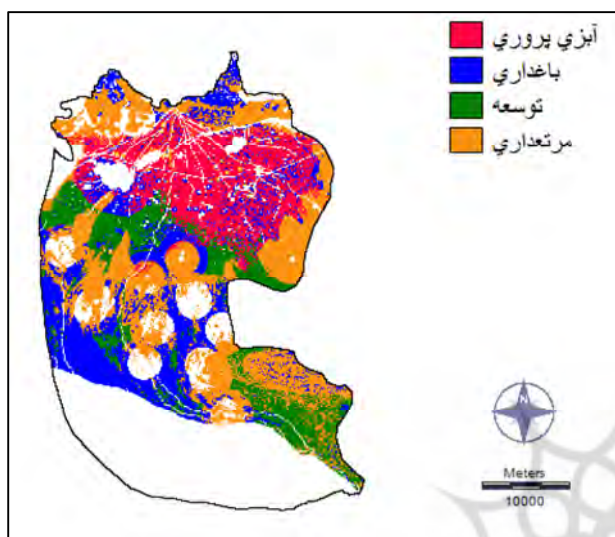 آبزي پروري
باغداري
توسعه
مرتعداري
N
Meters
10000